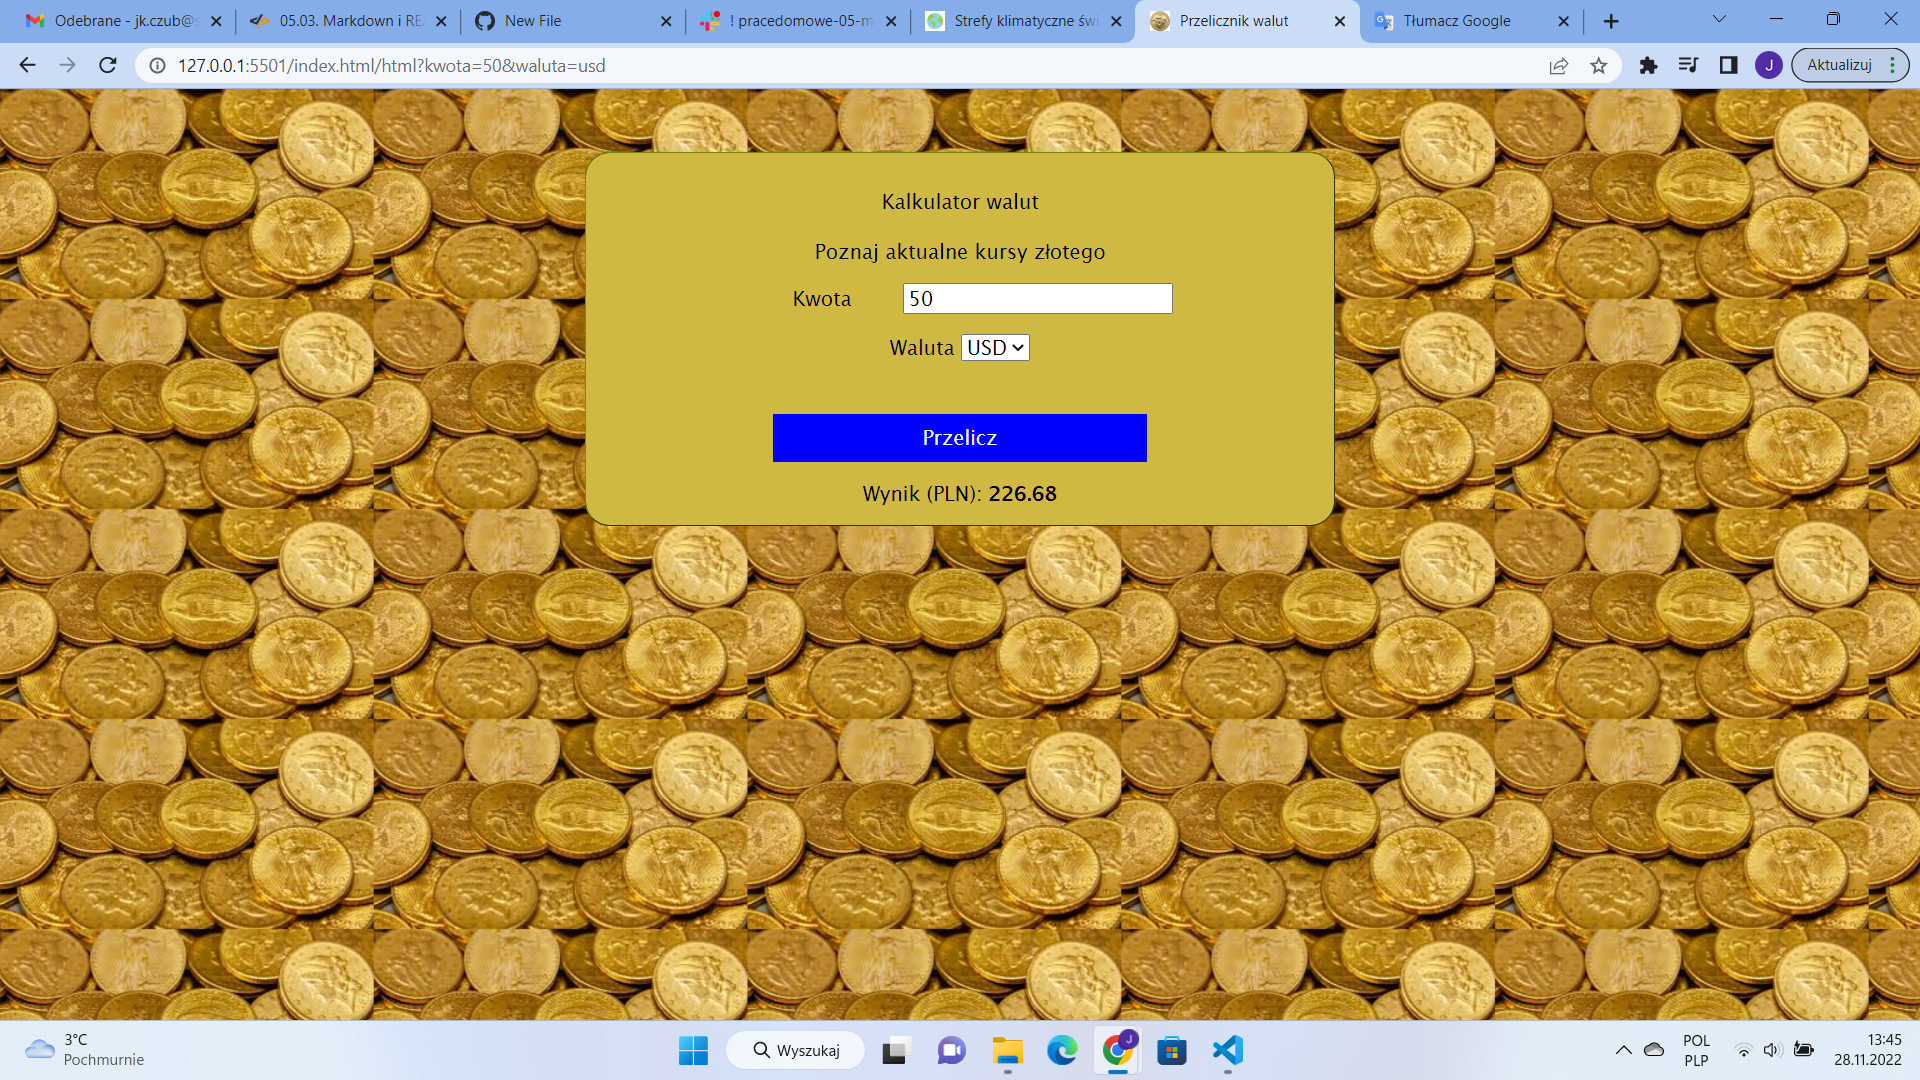 Odebrane - jk.czub@s
05.03. Markdown i REA
New File
! pracedomowe-05-m
Strefy klimatyczne świ
Przelicznik walut
Tłumacz Google
127.0.0.1:5501/index.html/html?kwota=50&waluta=usd
J
Aktualizuj
Kalkulator walut
Poznaj aktualne kursy złotego
Kwota 50
Waluta USD
Przelicz
Wynik (PLN): 226.68
3°C
Pochmurnie
Wyszukaj
J
POL
PLP
13:45
28.11.2022